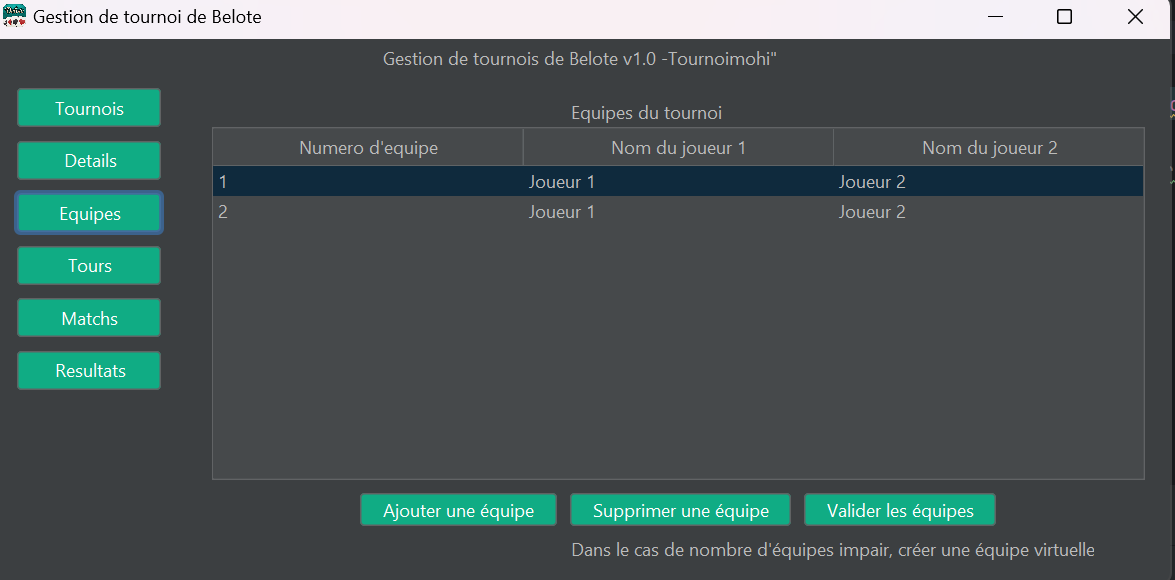 Gestion de tournoi de Belote
Gestion de tournois de Belote v1.0 -Tournoimohi"
Tournois
Details
Equipes
Tours
Matchs
Resultats
Equipes du tournoi
Numero d'equipe Nom du joueur 1 Nom du joueur 2
1 Joueur 1 Joueur 2
2 Joueur 1 Joueur 2
Ajouter une équipe Supprimer une équipe Valider les équipes
Dans le cas de nombre d'équipes impair, créer une équipe virtuelle